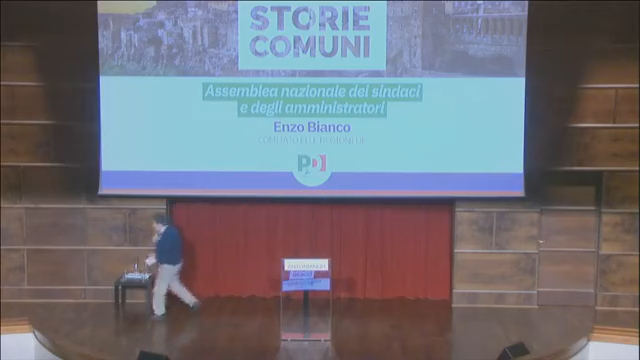 STORIE
COMUNI
Assemblea nazionale dei sindaci
e degli amministratori
Enzo Bianco
PD